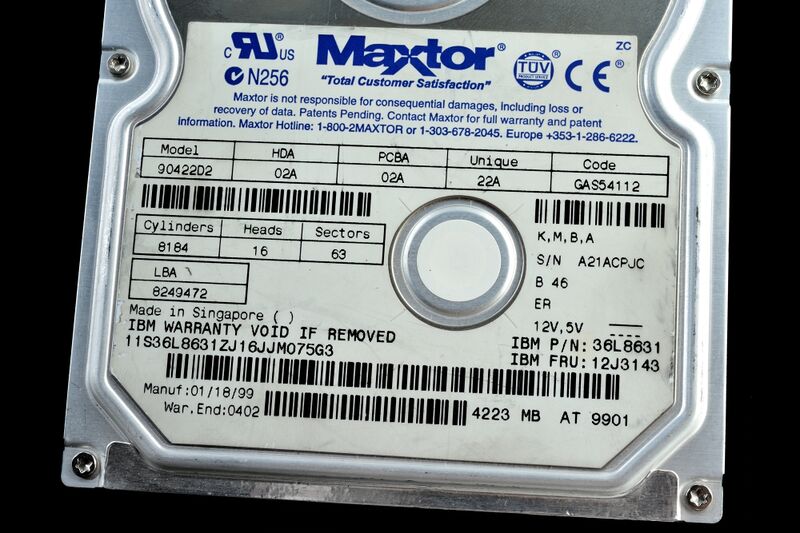 ZC
C RU US Maxtor® TÜV PRODUCT SERVICE CE
N256 "Total Customer Satisfaction"
Maxtor is not responsible for consequential damages, including loss or
recovery of data. Patents Pending. Contact Maxtor for full warranty and patent
information. Maxtor Hotline: 1-800-2MAXTOR or 1-303-678-2045. Europe +353-1-286-6222.
Model HDA PCBA Unique Code
90422D2 02A 02A 22A GAS54112
Cylinders Heads Sectors
8184 16 63
K,M,B,A
S/N A21ACPJC
LBA
8249472
B 46
ER
Made in Singapore ( )
12V,5V
IBM WARRANTY VOID IF REMOVED
IBM P/N: 36L8631
11S36L8631ZJ16JJM075G3
IBM FRU: 12J3143
Manuf:01/18/99
War.End:0402
4223 MB AT 9901